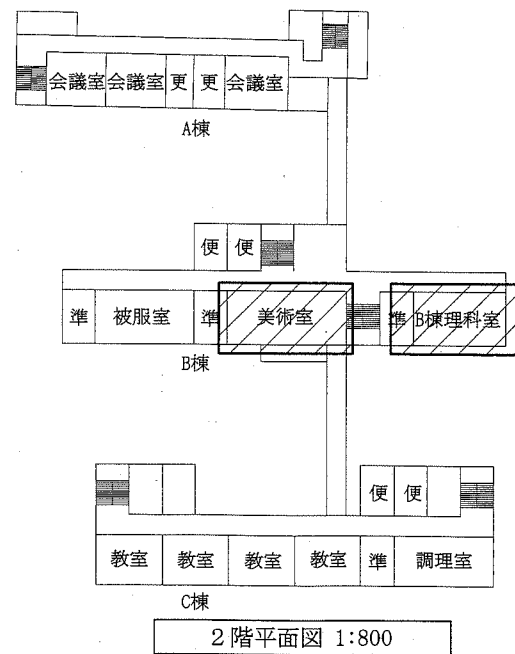 会議室 会議室 更 更 会議室
A棟
便 便
準 被服室 準 美術室 準 B棟理科室
B棟
便 便
教室 教室 教室 教室 準 調理室
C棟
2階平面図 1:800